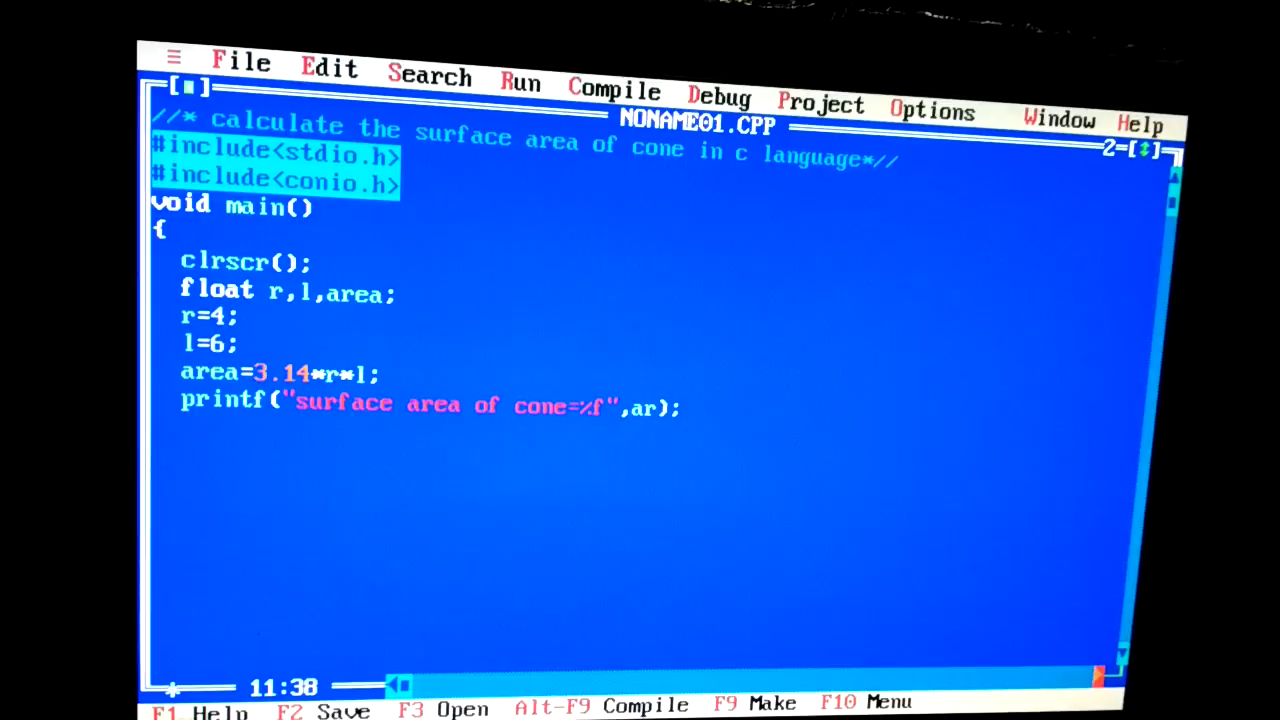 ≡ File Edit Search Run Compile Debug Project Options Window Help
[■] NONAME01.CPP 2=[↕]
//* calculate the surface area of cone in c language*//
#include<stdio.h>
#include<conio.h>
void main()
{
clrscr();
float r,l,area;
r=4;
l=6;
area=3.14*r*l;
printf("surface area of cone=%f",ar);
* 11:38
F1 Help F2 Save F3 Open Alt-F9 Compile F9 Make F10 Menu